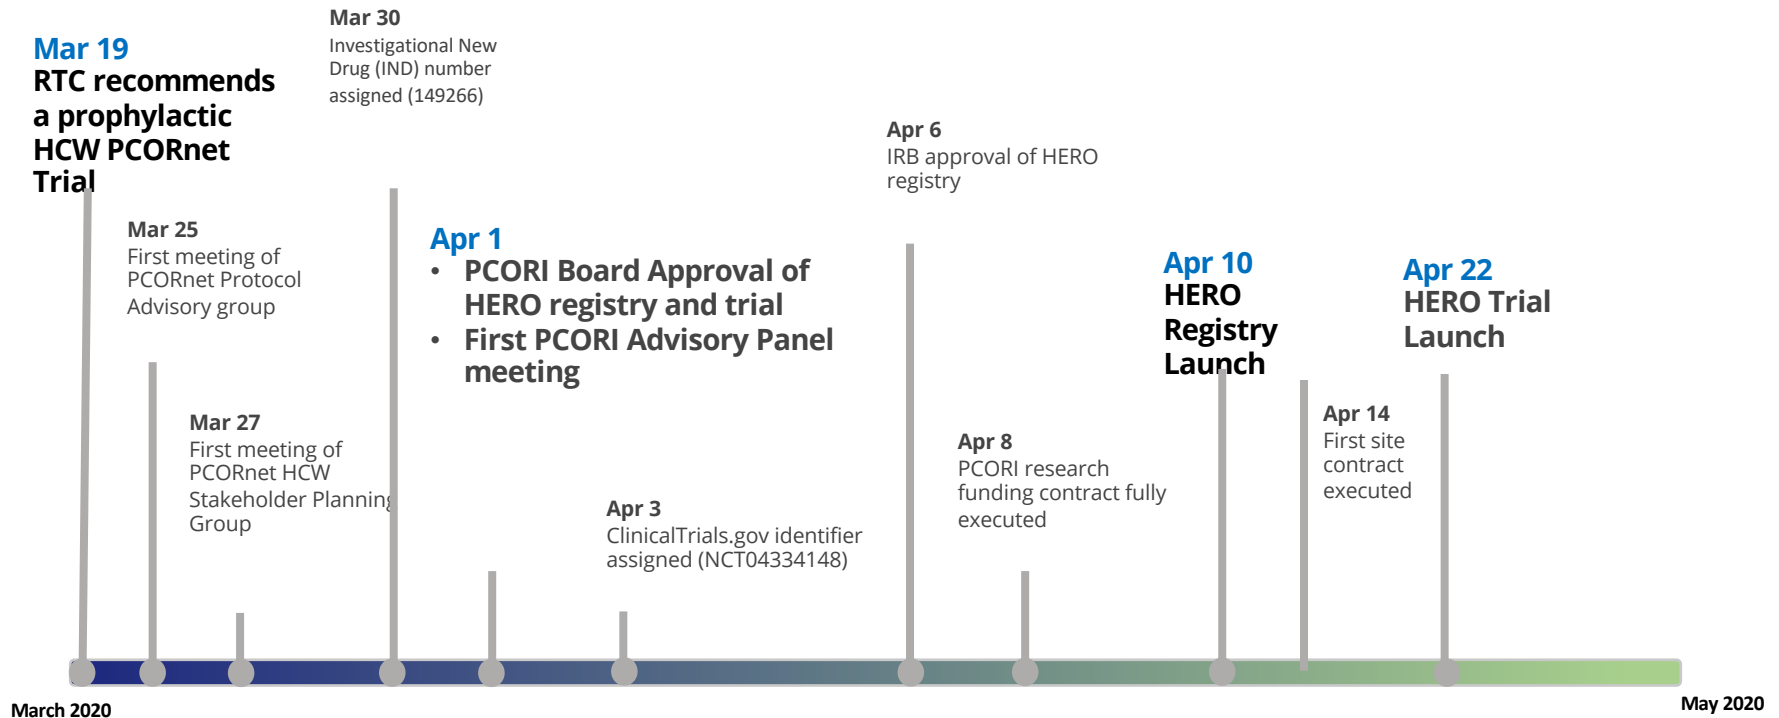 Mar 19
RTC recommends
a prophylactic
HCW PCORnet
Trial
Mar 25
First meeting of
PCORnet Protocol
Advisory group
Mar 27
First meeting of
PCORnet HCW
Stakeholder Planning
Group
Mar 30
Investigational New
Drug (IND) number
assigned (149266)
Apr 1
• PCORI Board Approval of
HERO registry and trial
• First PCORI Advisory Panel
meeting
Apr 3
ClinicalTrials.gov identifier
assigned (NCT04334148)
Apr 6
IRB approval of HERO
registry
Apr 8
PCORI research
funding contract fully
executed
Apr 10
HERO
Registry
Launch
Apr 14
First site
contract
executed
Apr 22
HERO Trial
Launch
March 2020
May 2020